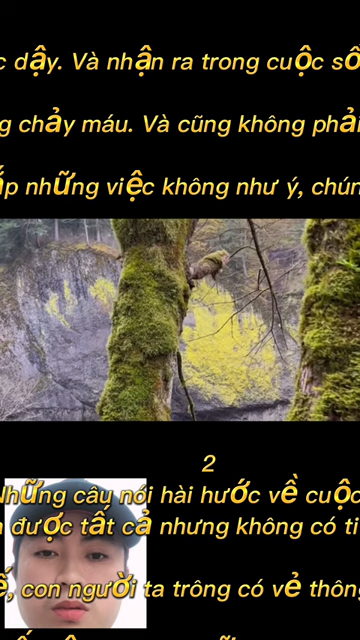 dậy. Và nhận ra trong cuộc số
chảy máu. Và cũng không phải
những việc không như ý, chún
2
Những câu nói hài hước về cuộc
được tất cả nhưng không có ti
con người ta trông có vẻ thôn